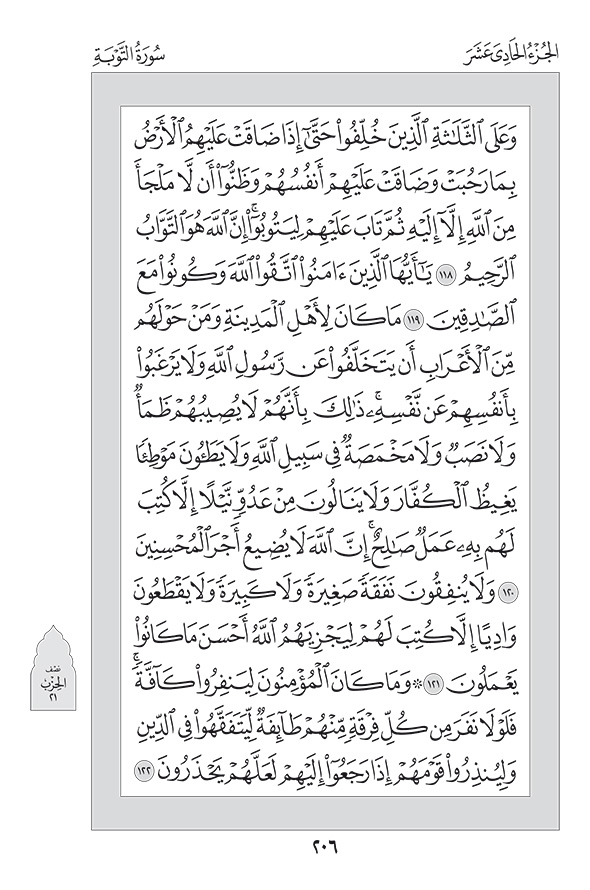 الجُزْءُ الحَادِى عَشَرَ
سُورَةُ التَّوْبَةِ
وَعَلَى ٱلثَّلَٰثَةِ ٱلَّذِينَ خُلِّفُوا۟ حَتَّىٰٓ إِذَا ضَاقَتْ عَلَيْهِمُ ٱلْأَرْضُ
بِمَا رَحُبَتْ وَضَاقَتْ عَلَيْهِمْ أَنفُسُهُمْ وَظَنُّوٓا۟ أَن لَّا مَلْجَأَ
مِنَ ٱللَّهِ إِلَّآ إِلَيْهِ ثُمَّ تَابَ عَلَيْهِمْ لِيَتُوبُوٓا۟ ۚ إِنَّ ٱللَّهَ هُوَ ٱلتَّوَّابُ
ٱلرَّحِيمُ ١١٨ يَٰٓأَيُّهَا ٱلَّذِينَ ءَامَنُوا۟ ٱتَّقُوا۟ ٱللَّهَ وَكُونُوا۟ مَعَ
ٱلصَّٰدِقِينَ ١١٩ مَا كَانَ لِأَهْلِ ٱلْمَدِينَةِ وَمَنْ حَوْلَهُم
مِّنَ ٱلْأَعْرَابِ أَن يَتَخَلَّفُوا۟ عَن رَّسُولِ ٱللَّهِ وَلَا يَرْغَبُوا۟
بِأَنفُسِهِمْ عَن نَّفْسِهِۦ ۚ ذَٰلِكَ بِأَنَّهُمْ لَا يُصِيبُهُمْ ظَمَأٌ
وَلَا نَصَبٌ وَلَا مَخْمَصَةٌ فِى سَبِيلِ ٱللَّهِ وَلَا يَطَـُٔونَ مَوْطِئًا
يَغِيظُ ٱلْكُفَّارَ وَلَا يَنَالُونَ مِنْ عَدُوٍّ نَّيْلًا إِلَّا كُتِبَ
لَهُم بِهِۦ عَمَلٌ صَٰلِحٌ ۚ إِنَّ ٱللَّهَ لَا يُضِيعُ أَجْرَ ٱلْمُحْسِنِينَ
١٢٠ وَلَا يُنفِقُونَ نَفَقَةً صَغِيرَةً وَلَا كَبِيرَةً وَلَا يَقْطَعُونَ
وَادِيًا إِلَّا كُتِبَ لَهُمْ لِيَجْزِيَهُمُ ٱللَّهُ أَحْسَنَ مَا كَانُوا۟
يَعْمَلُونَ ١٢١ ۞ وَمَا كَانَ ٱلْمُؤْمِنُونَ لِيَنفِرُوا۟ كَآفَّةً ۚ
فَلَوْلَا نَفَرَ مِن كُلِّ فِرْقَةٍ مِّنْهُمْ طَآئِفَةٌ لِّيَتَفَقَّهُوا۟ فِى ٱلدِّينِ
وَلِيُنذِرُوا۟ قَوْمَهُمْ إِذَا رَجَعُوٓا۟ إِلَيْهِمْ لَعَلَّهُمْ يَحْذَرُونَ ١٢٢
نصف
الحزب
٢١
٢٠٦